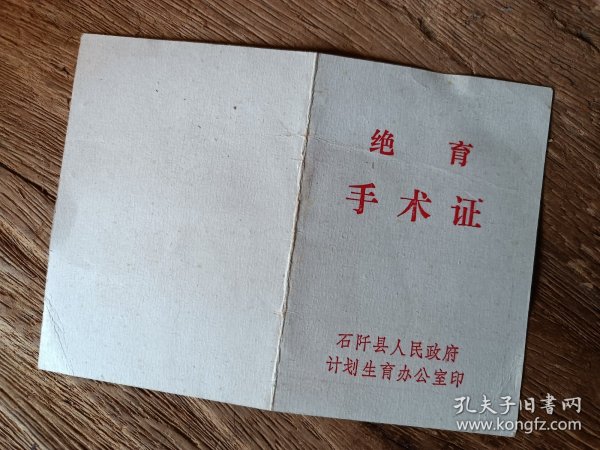 绝育
手术证
石阡县人民政府
计划生育办公室印
孔夫子旧書网
www.kongfz.com